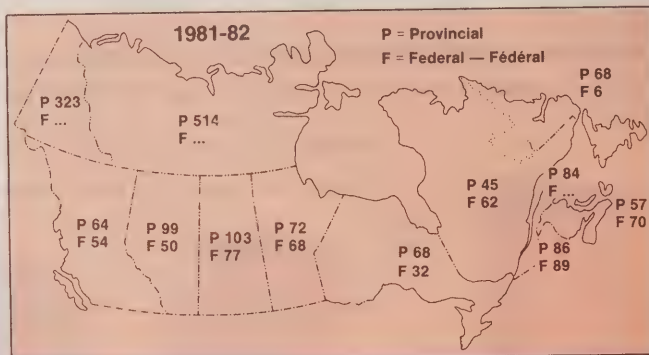 1981-82
P = Provincial
F = Federal — Fédéral
P 323
F ...
P 514
F ...
P 68
F 6
P 64
F 54
P 99
F 50
P 103
F 77
P 72
F 68
P 68
F 32
P 45
F 62
P 84
F ...
P 57
F 70
P 86
F 89